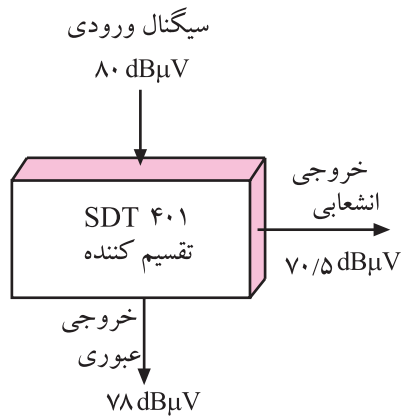 سیگنال ورودی
۸۰ dBµV
SDT ۴۰۱
تقسیم کننده
خروجی
انشعابی
۷۰/۵ dBµV
خروجی
عبوری
۷۸ dBµV